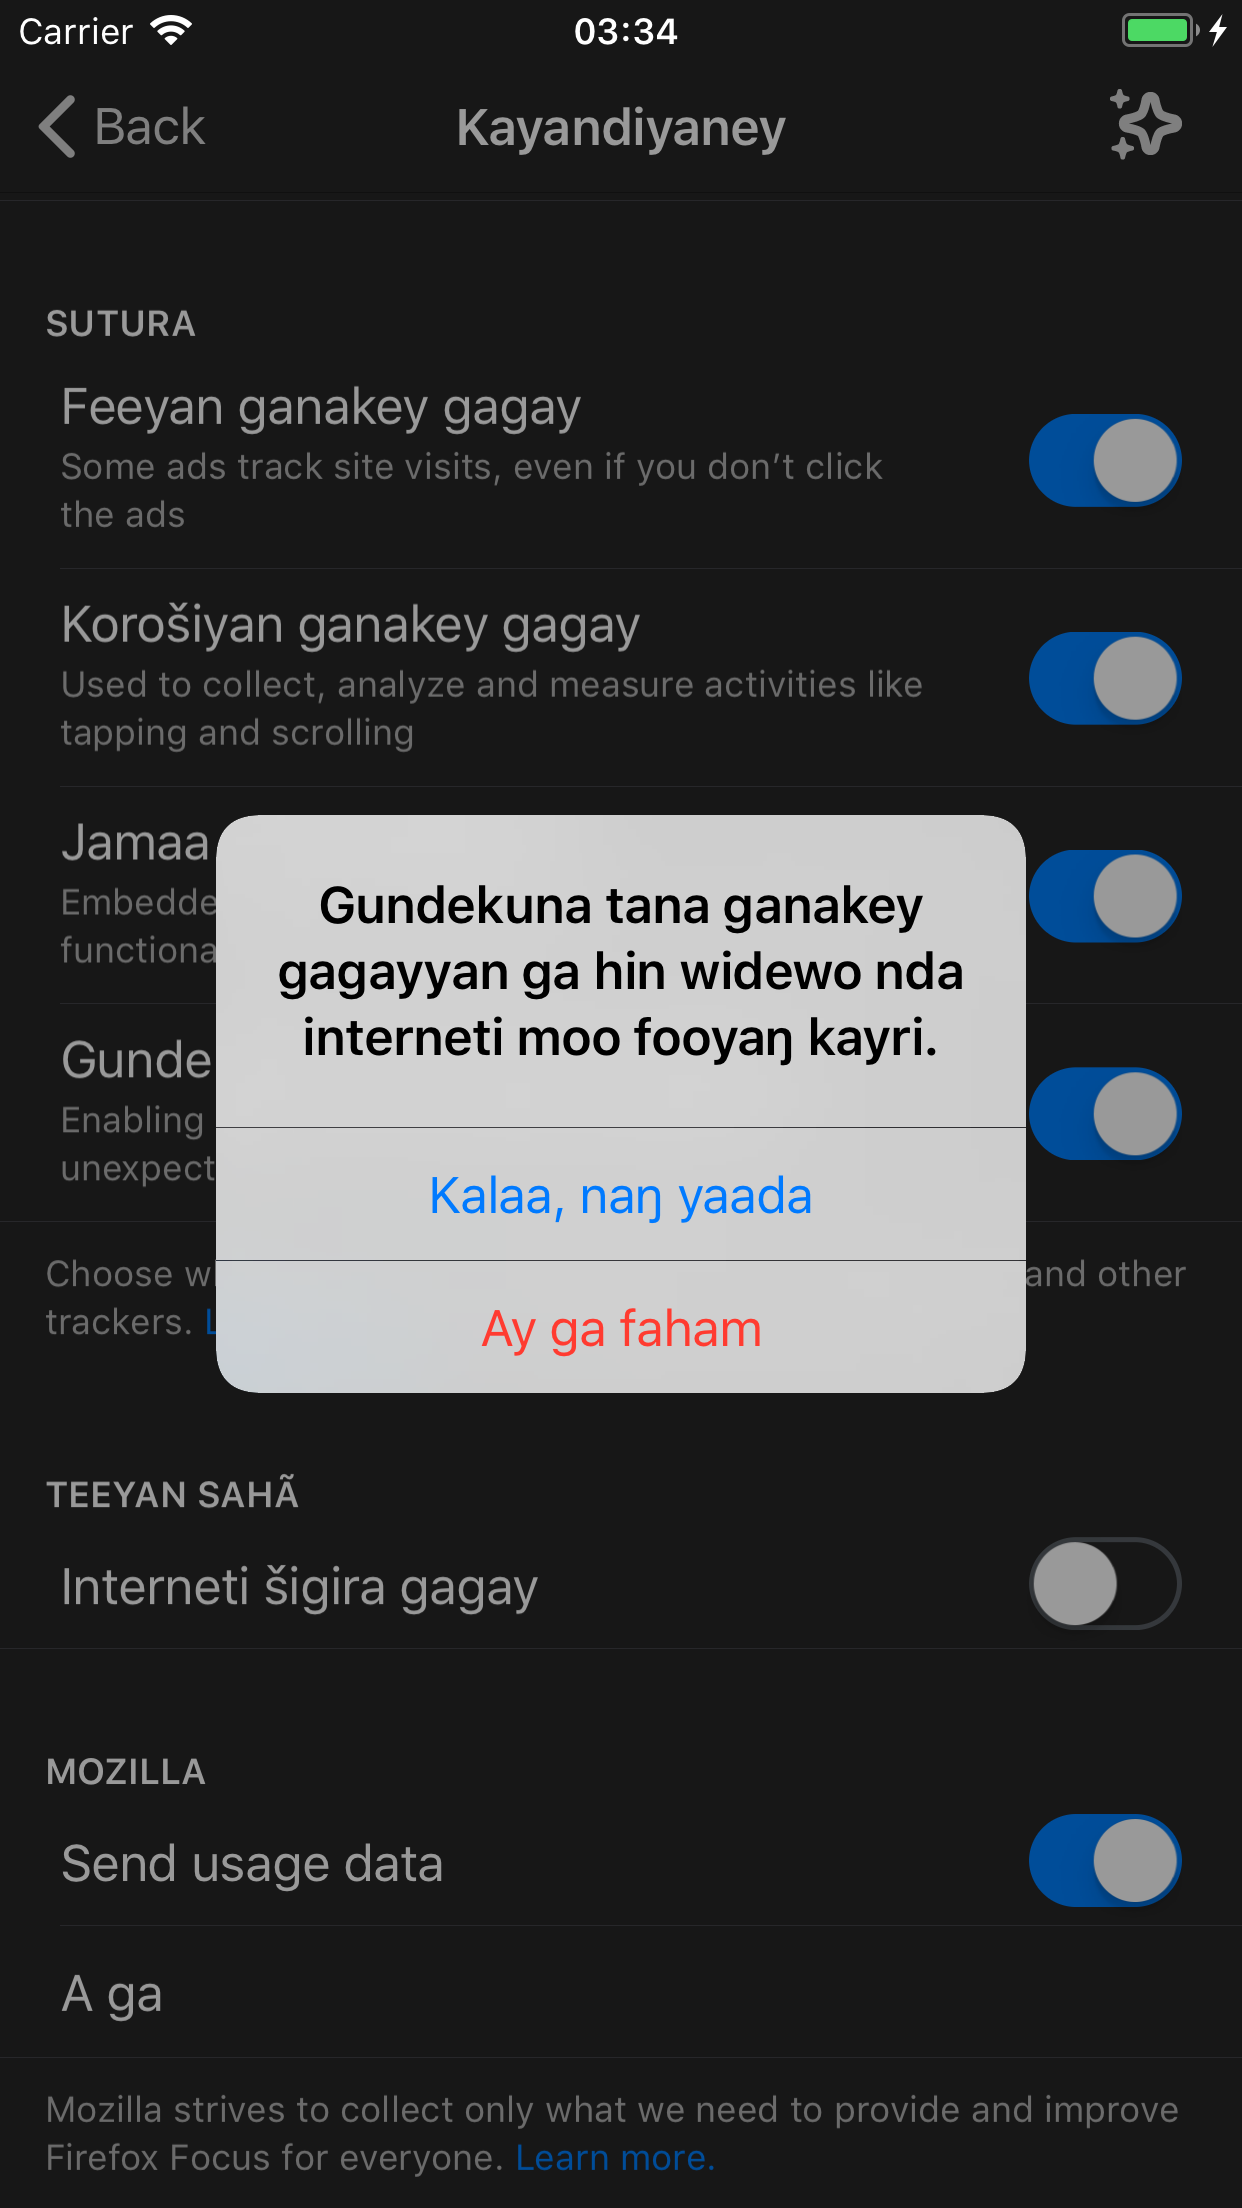 Carrier
03:34
Back
Kayandiyaney
SUTURA
Feeyan ganakey gagay
Some ads track site visits, even if you don’t click
the ads
Korošiyan ganakey gagay
Used to collect, analyze and measure activities like
tapping and scrolling
Jamaa
functiona
Gunde
Enabling
unexpect
Gundekuna tana ganakey
gagayyan ga hin widewo nda
interneti moo fooyaŋ kayri.
Kalaa, naŋ yaada
Ay ga faham
Choose and other
trackers.
TEEYAN SAHÃ
Interneti šigira gagay
MOZILLA
Send usage data
A ga
Mozilla strives to collect only what we need to provide and improve
Firefox Focus for everyone. Learn more.